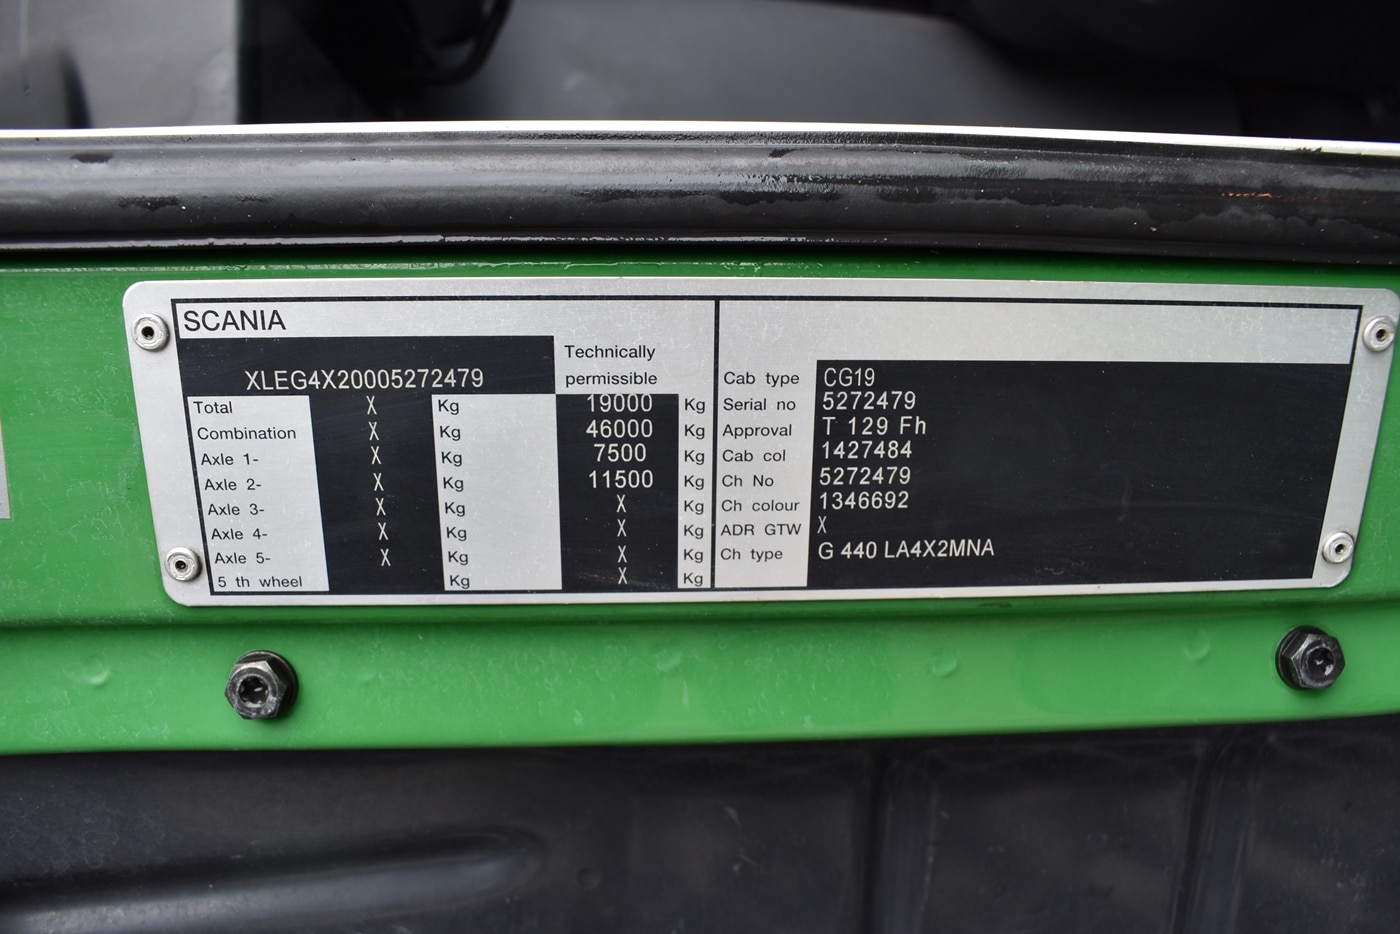 SCANIA
Technically
permissible
XLEG4X20005272479
Total X Kg 19000 Kg
Combination X Kg 46000 Kg
Axle 1- X Kg 7500 Kg
Axle 2- X Kg 11500 Kg
Axle 3- X Kg X Kg
Axle 4- X Kg X Kg
Axle 5- X Kg X Kg
5 th wheel Kg X Kg
Cab type CG19
Serial no 5272479
Approval T 129 Fh
Cab col 1427484
Ch No 5272479
Ch colour 1346692
ADR GTW X
Ch type G 440 LA4X2MNA